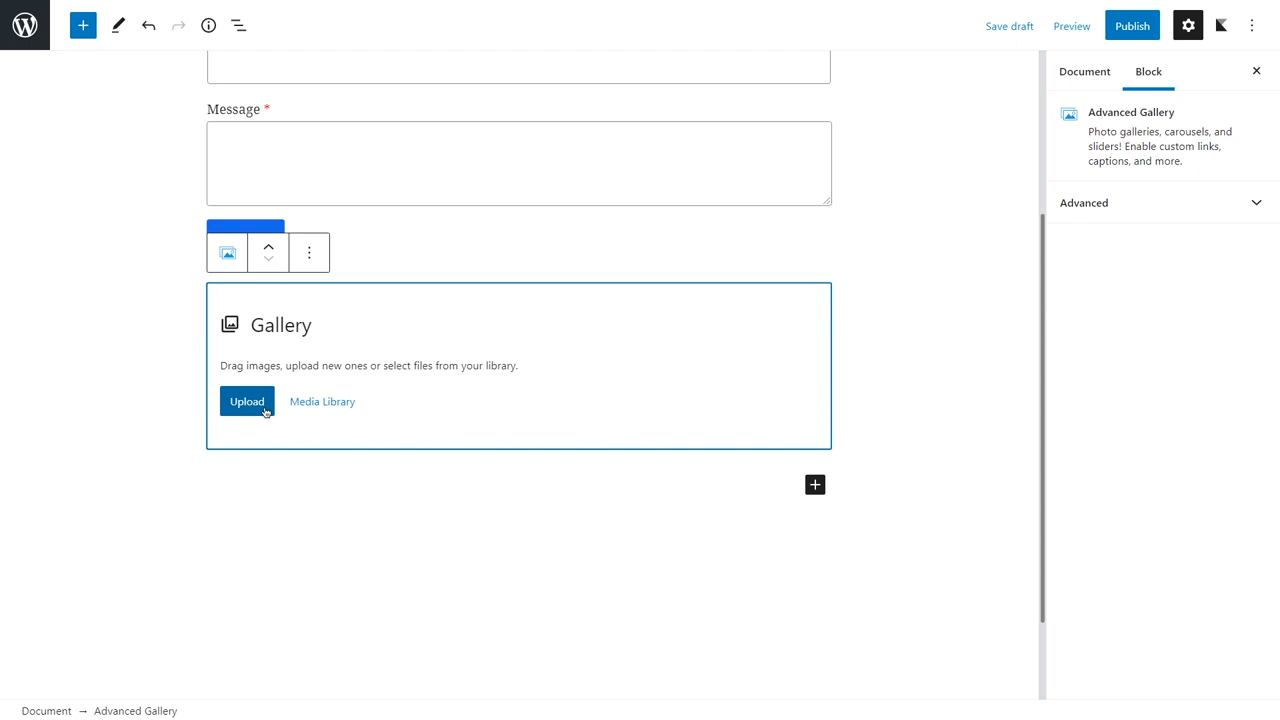 Save draft
Preview
Publish
Document
Block
Advanced Gallery
Photo galleries, carousels, and
sliders! Enable custom links,
captions, and more.
Advanced
Message *
Gallery
Drag images, upload new ones or select files from your library.
Upload
Media Library
Document → Advanced Gallery